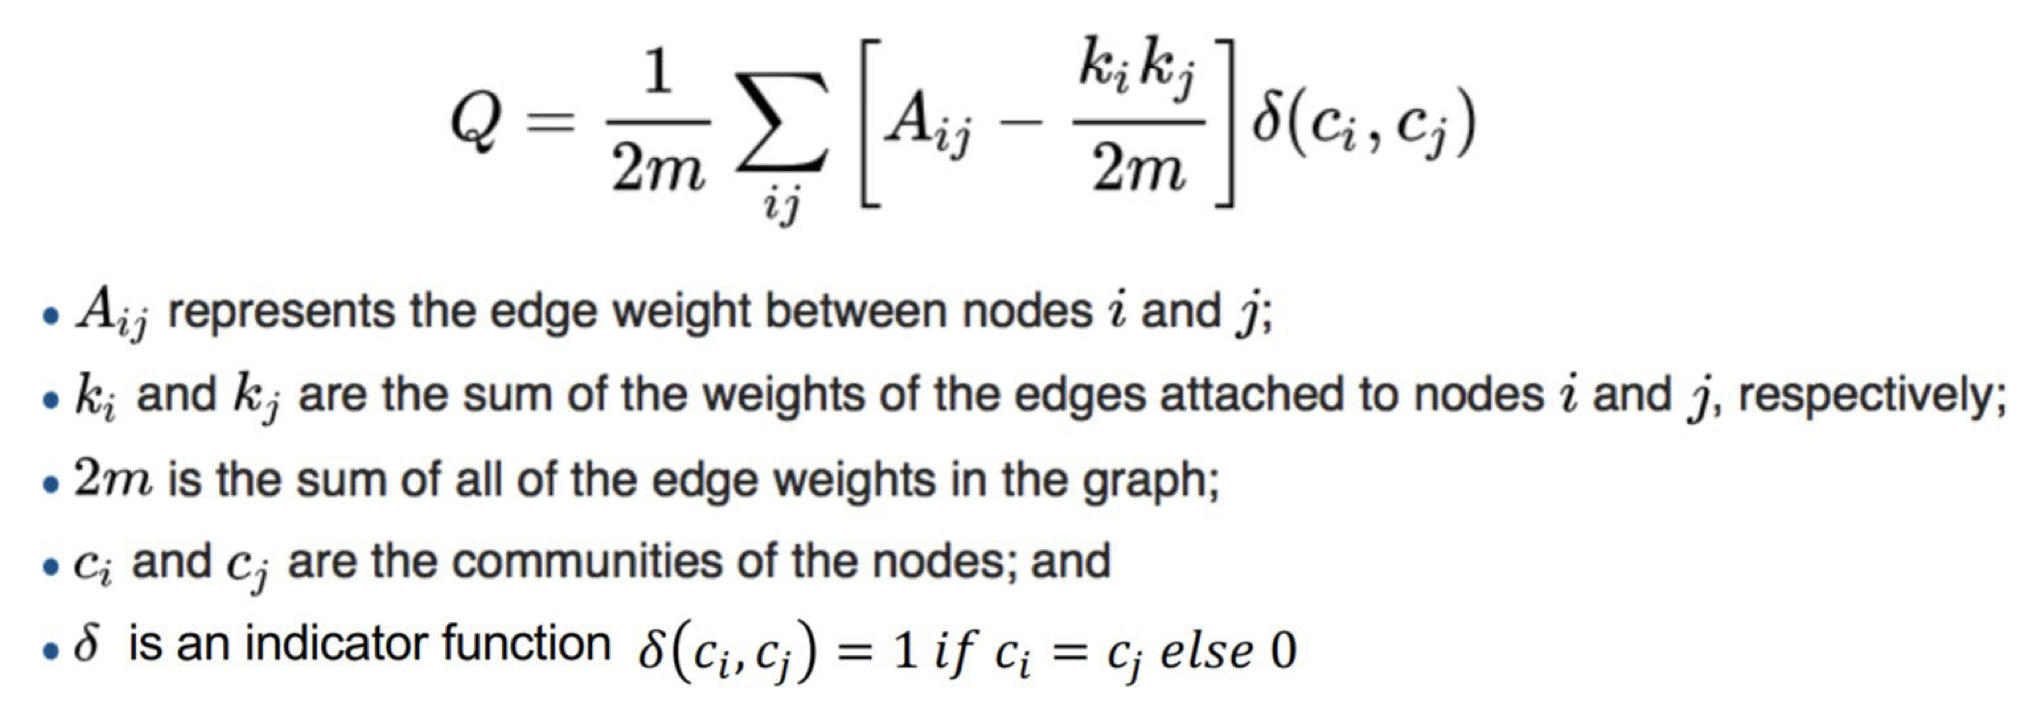 Q = \frac{1}{2m} \sum_{ij} \left[ A_{ij} - \frac{k_i k_j}{2m} \right] \delta(c_i, c_j)
• A_{ij} represents the edge weight between nodes i and j;
• k_i and k_j are the sum of the weights of the edges attached to nodes i and j, respectively;
• 2m is the sum of all of the edge weights in the graph;
• c_i and c_j are the communities of the nodes; and
• δ is an indicator function δ(c_i, c_j) = 1 if c_i = c_j else 0